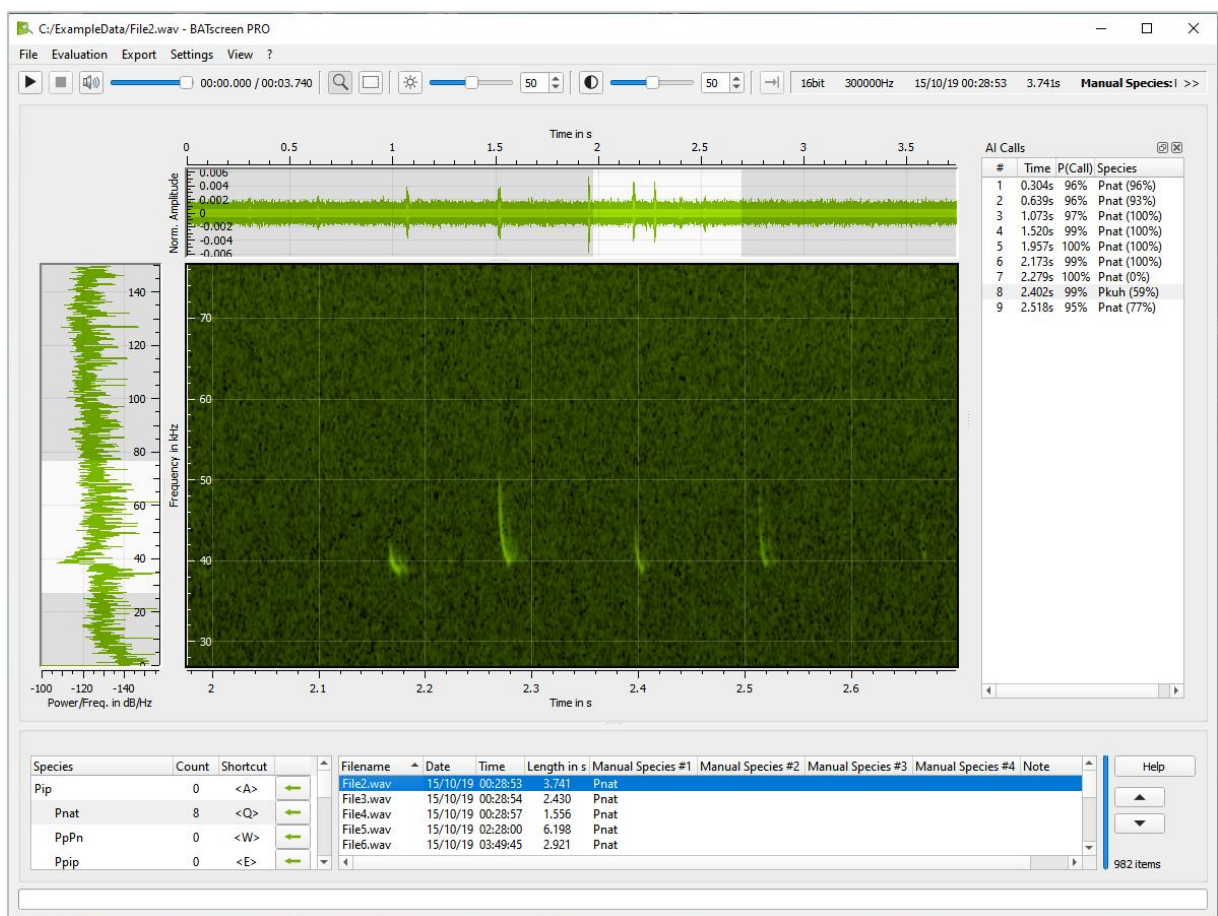 C:/ExampleData/File2.wav - BATscreen PRO
File Evaluation Export Settings View ?
00:00.000 / 00:03.740 50 50 16bit 300000Hz 15/10/19 00:28:53 3.741s Manual Species: >>
Time in s
0 0.5 1 1.5 2 2.5 3 3.5
Norm. Amplitude
0.006
0.004
0.002
0
-0.002
-0.004
-0.006
AI Calls
# Time P(Call) Species
1 0.304s 96% Pnat (96%)
2 0.639s 96% Pnat (93%)
3 1.073s 97% Pnat (100%)
4 1.520s 99% Pnat (100%)
5 1.957s 100% Pnat (100%)
6 2.173s 99% Pnat (100%)
7 2.279s 100% Pnat (0%)
8 2.402s 99% Pkuh (59%)
9 2.518s 95% Pnat (77%)
140
120
100
80
60
40
20
0
-100 -120 -140
Power/Freq. in dB/Hz
Frequency in kHz
70
60
50
40
30
2 2.1 2.2 2.3 2.4 2.5 2.6
Time in s
Species Count Shortcut
Pip 0 <A>
Pnat 8 <Q>
PpPn 0 <W>
Ppip 0 <E>
Filename Date Time Length in s Manual Species #1 Manual Species #2 Manual Species #3 Manual Species #4 Note
File2.wav 15/10/19 00:28:53 3.741 Pnat
File3.wav 15/10/19 00:28:54 2.430 Pnat
File4.wav 15/10/19 00:28:57 1.556 Pnat
File5.wav 15/10/19 02:28:00 6.198 Pnat
File6.wav 15/10/19 03:49:45 2.921 Pnat
Help
982 items